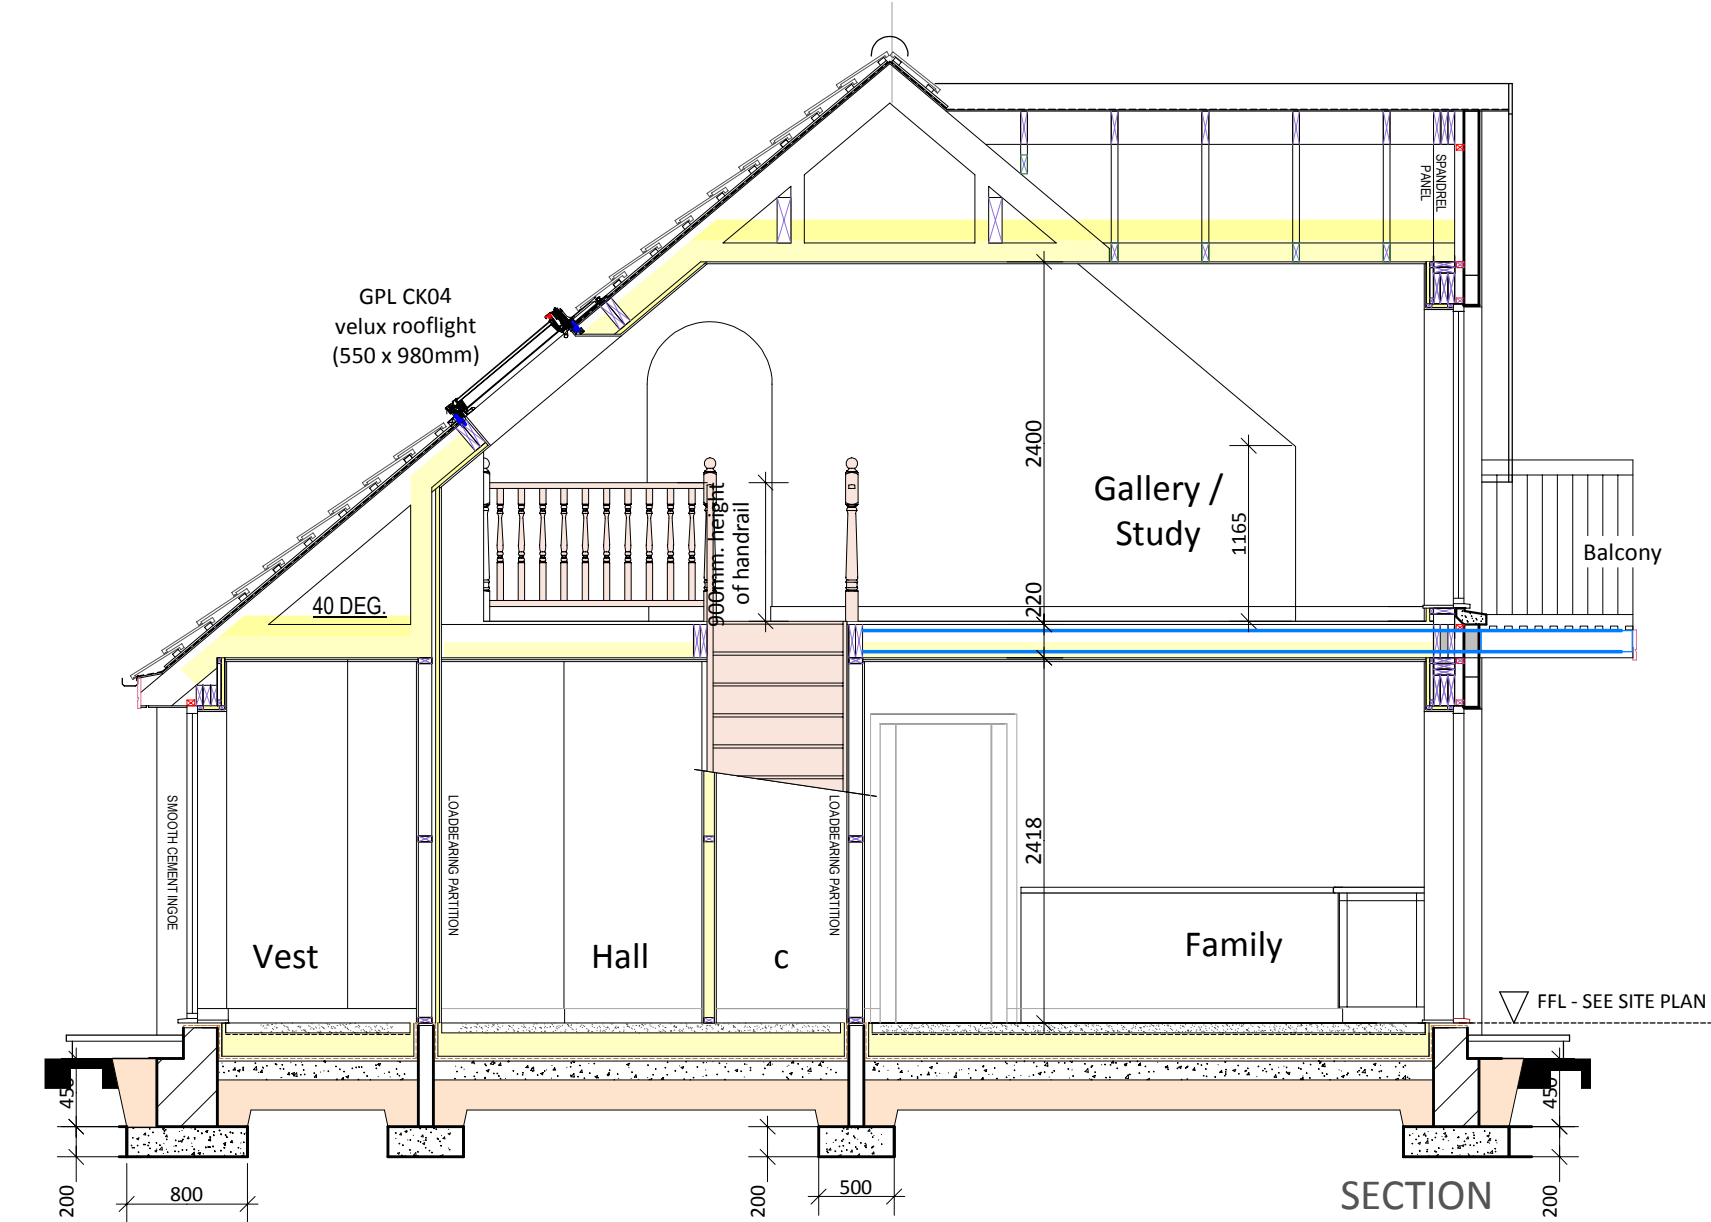 SPANDREL
PANEL
GPL CK04
velux rooflight
(550 x 980mm)
2400
Gallery /
Study
1165
900mm. height
of handrail
Balcony
40 DEG.
220
SMOOTH CEMENT INGOE
LOADBEARING PARTITION
LOADBEARING PARTITION
2418
Vest
Hall
c
Family
FFL - SEE SITE PLAN
450
450
200
800
200
500
200
SECTION